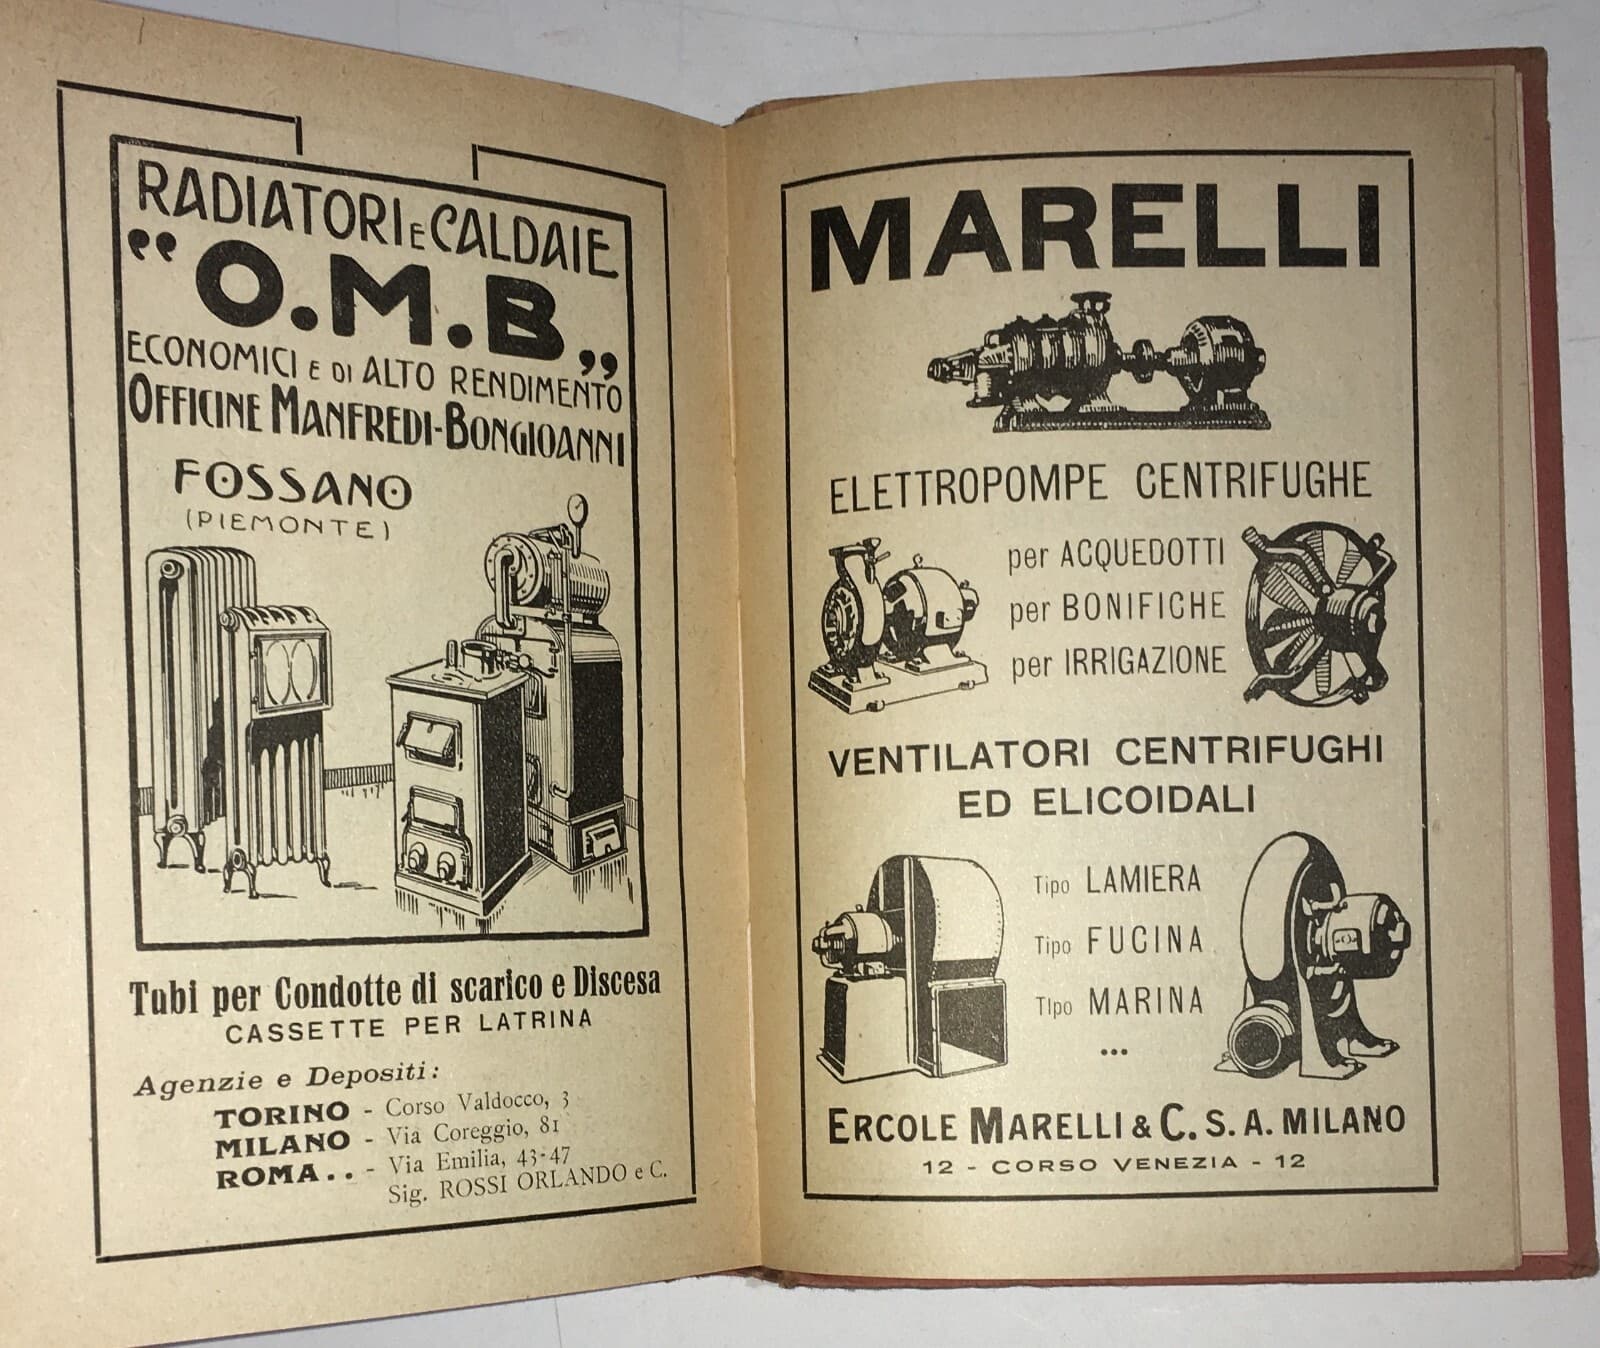 RADIATORI E CALDAIE
“O.M.B„
ECONOMICI E DI ALTO RENDIMENTO
OFFICINE MANFREDI-BONGIOANNI
FOSSANO
(PIEMONTE)
Tubi per Condotte di scarico e Discesa
CASSETTE PER LATRINA
Agenzie e Depositi:
TORINO - Corso Valdocco, 3
MILANO - Via Coreggio, 81
ROMA . . - Via Emilia, 43-47
Sig. ROSSI ORLANDO e C.
MARELLI
ELETTROPOMPE CENTRIFUGHE
per ACQUEDOTTI
per BONIFICHE
per IRRIGAZIONE
VENTILATORI CENTRIFUGHI
ED ELICOIDALI
Tipo LAMIERA
Tipo FUCINA
Tipo MARINA
...
ERCOLE MARELLI & C. S. A. MILANO
12 - CORSO VENEZIA - 12